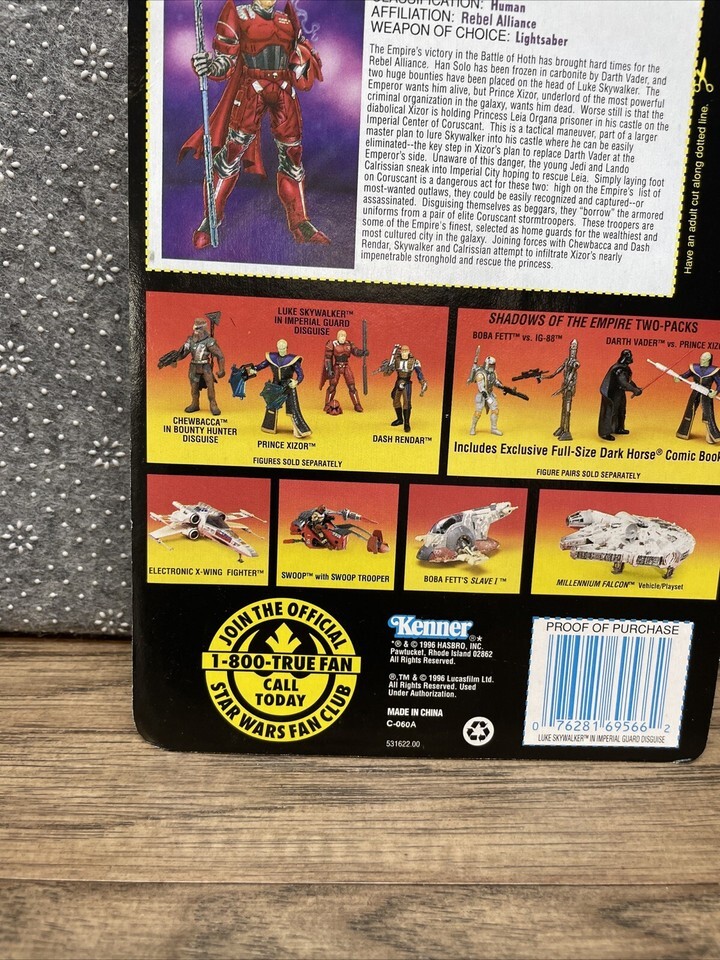 CLASSIFICATION: Human
AFFILIATION: Rebel Alliance
WEAPON OF CHOICE: Lightsaber
The Empire's victory in the Battle of Hoth has brought hard times for the
Rebel Alliance. Han Solo has been frozen in carbonite by Darth Vader, and
two huge bounties have been placed on the head of Luke Skywalker. The
Emperor wants him alive, but Prince Xizor, underlord of the most powerful
criminal organization in the galaxy, wants him dead. Worse still is that the
diabolical Xizor is holding Princess Leia Organa prisoner in his castle on the
Imperial Center of Coruscant. This is a tactical maneuver, part of a larger
master plan to lure Skywalker into his castle where he can be easily
eliminated--the key step in Xizor's plan to replace Darth Vader at the
Emperor's side. Unaware of this danger, the young Jedi and Lando
Calrissian sneak into Imperial City hoping to rescue Leia. Simply laying foot
on Coruscant is a dangerous act for these two: high on the Empire's list of
most-wanted outlaws, they could be easily recognized and captured--or
assassinated. Disguising themselves as beggars, they "borrow" the armored
uniforms from a pair of elite Coruscant stormtroopers. These troopers are
some of the Empire's finest, selected as home guards for the wealthiest and
most cultured city in the galaxy. Joining forces with Chewbacca and Dash
Rendar, Skywalker and Calrissian attempt to infiltrate Xizor's nearly
impenetrable stronghold and rescue the princess.
Have an adult cut along dotted line.
LUKE SKYWALKER™
IN IMPERIAL GUARD
DISGUISE
CHEWBACCA™
IN BOUNTY HUNTER
DISGUISE
PRINCE XIZOR™
DASH RENDAR™
FIGURES SOLD SEPARATELY
SHADOWS OF THE EMPIRE TWO-PACKS
BOBA FETT™ vs. IG-88™
DARTH VADER™ vs. PRINCE XIZ
Includes Exclusive Full-Size Dark Horse® Comic Book
FIGURE PAIRS SOLD SEPARATELY
ELECTRONIC X-WING FIGHTER™
SWOOP™ with SWOOP TROOPER
BOBA FETT'S SLAVE I™
MILLENNIUM FALCON™ Vehicle/Playset
JOIN THE OFFICIAL
1-800-TRUE FAN
CALL
TODAY
STAR WARS FAN CLUB
Kenner®*
*® & © 1996 HASBRO, INC.
Pawtucket, Rhode Island 02862
All Rights Reserved.
®,TM & © 1996 Lucasfilm Ltd.
All Rights Reserved. Used
Under Authorization.
MADE IN CHINA
C-060A
531622.00
PROOF OF PURCHASE
0 76281 69566 2
LUKE SKYWALKER™ IN IMPERIAL GUARD DISGUISE